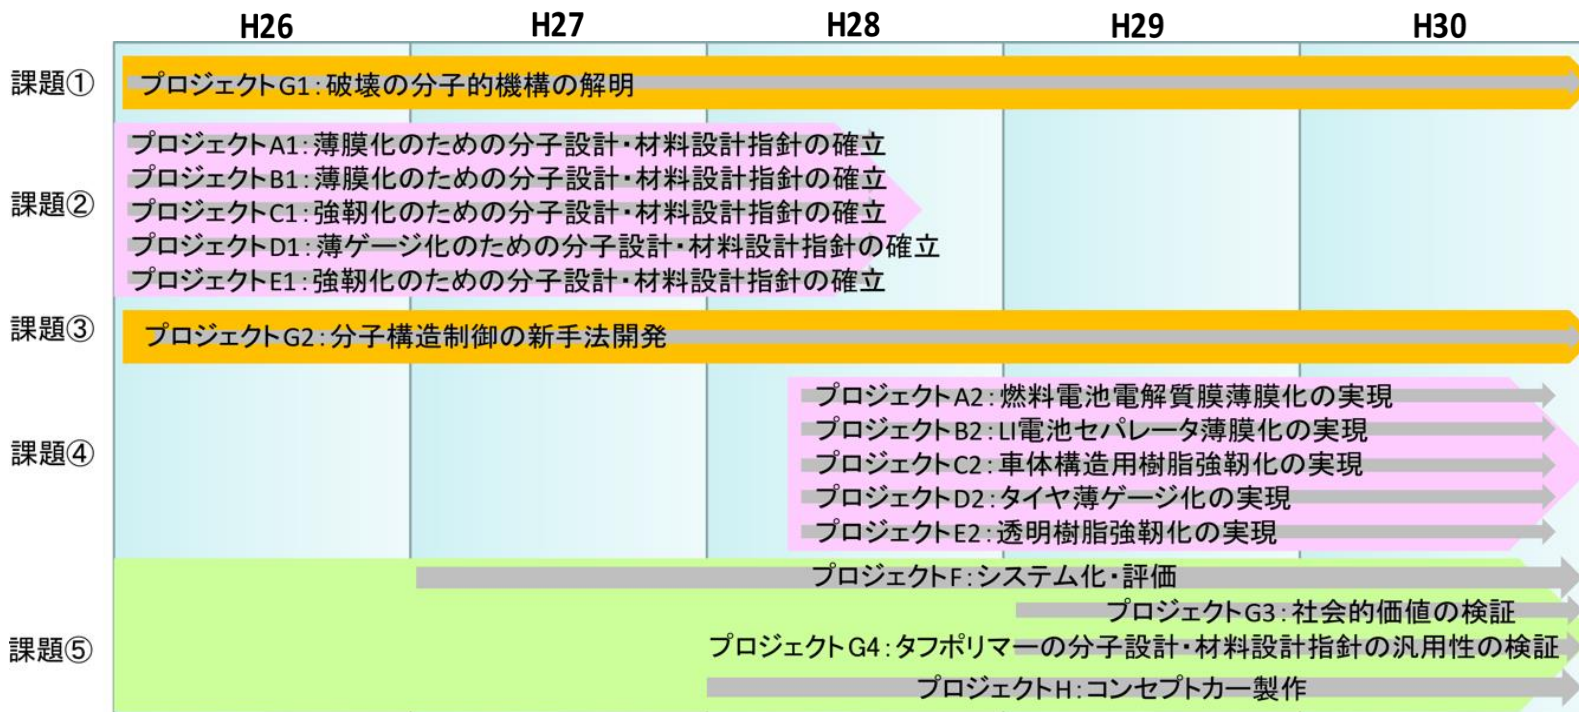 H26 H27 H28 H29 H30
課題①
プロジェクトG1：破壊の分子的機構の解明
課題②
プロジェクトA1：薄膜化のための分子設計・材料設計指針の確立
プロジェクトB1：薄膜化のための分子設計・材料設計指針の確立
プロジェクトC1：強靭化のための分子設計・材料設計指針の確立
プロジェクトD1：薄ゲージ化のための分子設計・材料設計指針の確立
プロジェクトE1：強靭化のための分子設計・材料設計指針の確立
課題③
プロジェクトG2：分子構造制御の新手法開発
課題④
プロジェクトA2：燃料電池電解質膜薄膜化の実現
プロジェクトB2：LI電池セパレータ薄膜化の実現
プロジェクトC2：車体構造用樹脂強靭化の実現
プロジェクトD2：タイヤ薄ゲージ化の実現
プロジェクトE2：透明樹脂強靭化の実現
課題⑤
プロジェクトF：システム化・評価
プロジェクトG3：社会的価値の検証
プロジェクトG4：タフポリマーの分子設計・材料設計指針の汎用性の検証
プロジェクトH：コンセプトカー製作